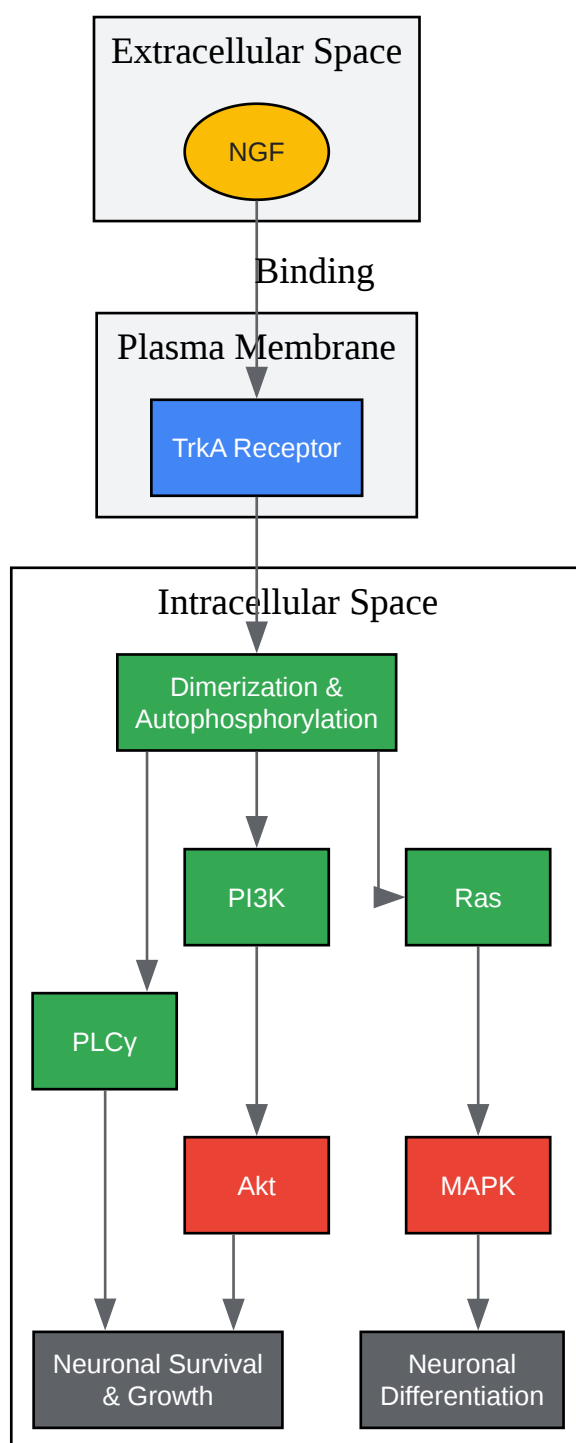 Extracellular Space
NGF
Binding
Plasma Membrane
TrkA Receptor
Intracellular Space
Dimerization &
Autophosphorylation
PI3K
Ras
PLCγ
Akt
MAPK
Neuronal Survival
& Growth
Neuronal
Differentiation